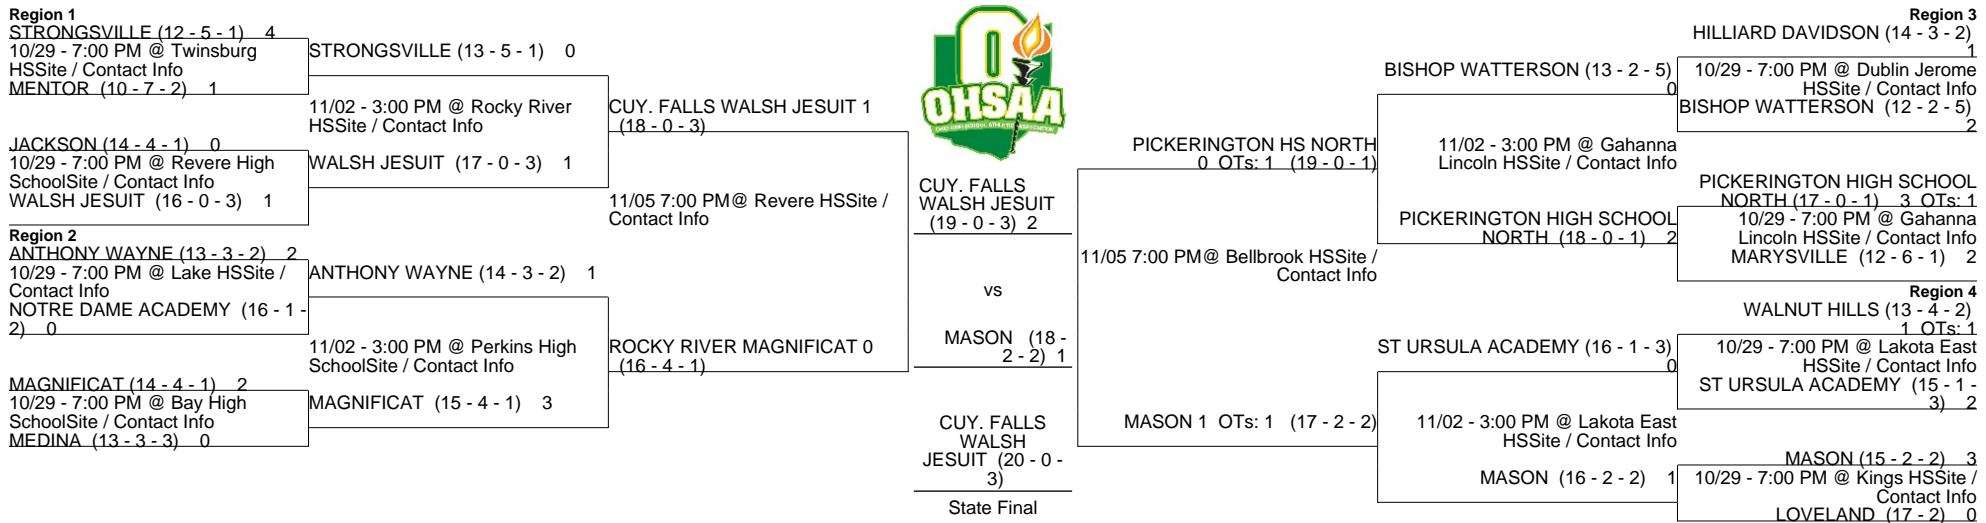 Region 1
STRONGSVILLE (12 - 5 - 1) 4
10/29 - 7:00 PM @ Twinsburg
HSSite / Contact Info
MENTOR (10 - 7 - 2) 1
JACKSON (14 - 4 - 1) 0
10/29 - 7:00 PM @ Revere High
SchoolSite / Contact Info
WALSH JESUIT (16 - 0 - 3) 1
Region 2
ANTHONY WAYNE (13 - 3 - 2) 2
10/29 - 7:00 PM @ Lake HSSite /
Contact Info
NOTRE DAME ACADEMY (16 - 1 -
2) 0
MAGNIFICAT (14 - 4 - 1) 2
10/29 - 7:00 PM @ Bay High
SchoolSite / Contact Info
MEDINA (13 - 3 - 3) 0
STRONGSVILLE (13 - 5 - 1) 0
11/02 - 3:00 PM @ Rocky River
HSSite / Contact Info
WALSH JESUIT (17 - 0 - 3) 1
ANTHONY WAYNE (14 - 3 - 2) 1
11/02 - 3:00 PM @ Perkins High
SchoolSite / Contact Info
MAGNIFICAT (15 - 4 - 1) 3
CUY. FALLS WALSH JESUIT 1
(18 - 0 - 3)
11/05 7:00 PM@ Revere HSSite /
Contact Info
ROCKY RIVER MAGNIFICAT 0
(16 - 4 - 1)
OHSAA
CUY. FALLS
WALSH JESUIT
(19 - 0 - 3) 2
vs
MASON (18 -
2 - 2) 1
CUY. FALLS
WALSH
JESUIT (20 - 0 -
3)
State Final
PICKERINGTON HS NORTH
0 OTs: 1 (19 - 0 - 1)
11/05 7:00 PM@ Bellbrook HSSite /
Contact Info
MASON 1 OTs: 1 (17 - 2 - 2)
BISHOP WATTERSON (13 - 2 - 5)
0
11/02 - 3:00 PM @ Gahanna
Lincoln HSSite / Contact Info
PICKERINGTON HIGH SCHOOL
NORTH (18 - 0 - 1) 2
ST URSULA ACADEMY (16 - 1 - 3)
0
11/02 - 3:00 PM @ Lakota East
HSSite / Contact Info
MASON (16 - 2 - 2) 1
Region 3
HILLIARD DAVIDSON (14 - 3 - 2)
1
10/29 - 7:00 PM @ Dublin Jerome
HSSite / Contact Info
BISHOP WATTERSON (12 - 2 - 5)
2
PICKERINGTON HIGH SCHOOL
NORTH (17 - 0 - 1) 3 OTs: 1
10/29 - 7:00 PM @ Gahanna
Lincoln HSSite / Contact Info
MARYSVILLE (12 - 6 - 1) 2
Region 4
WALNUT HILLS (13 - 4 - 2)
1 OTs: 1
10/29 - 7:00 PM @ Lakota East
HSSite / Contact Info
ST URSULA ACADEMY (15 - 1 -
3) 2
MASON (15 - 2 - 2) 3
10/29 - 7:00 PM @ Kings HSSite /
Contact Info
LOVELAND (17 - 2) 0